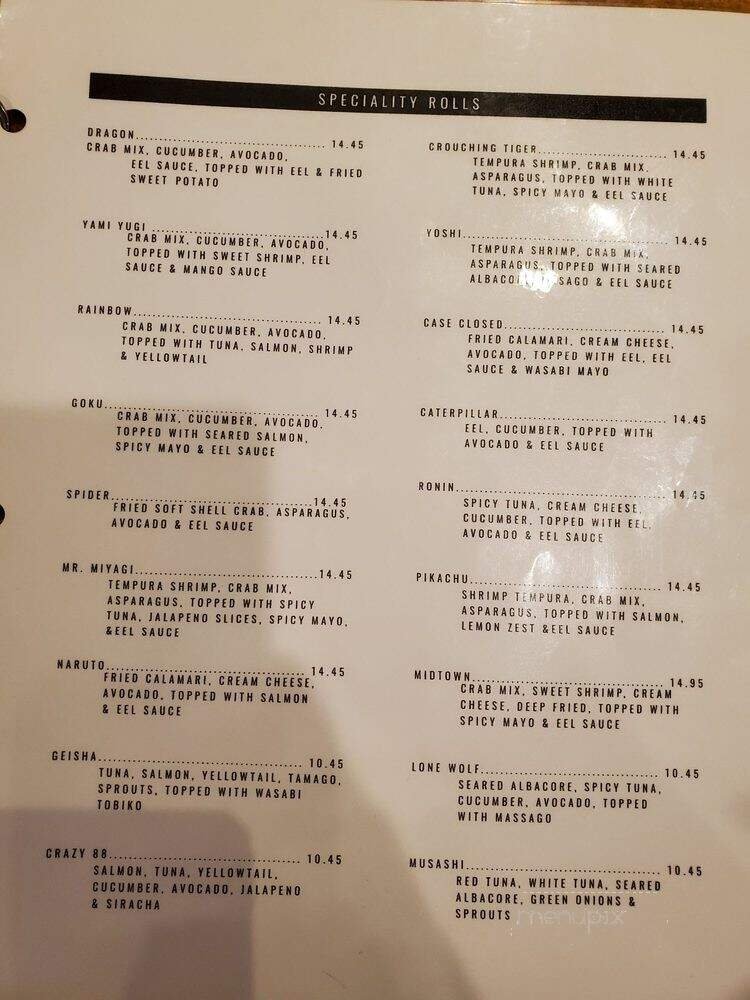 SPECIALITY ROLLS
DRAGON............................... 14.45
CRAB MIX, CUCUMBER, AVOCADO,
EEL SAUCE, TOPPED WITH EEL & FRIED
SWEET POTATO
YAMI YUGI ............................14.45
CRAB MIX, CUCUMBER, AVOCADO,
TOPPED WITH SWEET SHRIMP, EEL
SAUCE & MANGO SAUCE
RAINBOW............................... 14.45
CRAB MIX, CUCUMBER, AVOCADO,
TOPPED WITH TUNA, SALMON, SHRIMP
& YELLOWTAIL
GOKU................................... 14.45
CRAB MIX, CUCUMBER, AVOCADO,
TOPPED WITH SEARED SALMON,
SPICY MAYO & EEL SAUCE
SPIDER.................................14.45
FRIED SOFT SHELL CRAB, ASPARAGUS,
AVOCADO & EEL SAUCE
MR. MIYAGI..............................14.45
TEMPURA SHRIMP, CRAB MIX,
ASPARAGUS, TOPPED WITH SPICY
TUNA, JALAPENO SLICES, SPICY MAYO,
&EEL SAUCE
NARUTO................................. 14.45
FRIED CALAMARI, CREAM CHEESE,
AVOCADO, TOPPED WITH SALMON
& EEL SAUCE
GEISHA.................................. 10.45
TUNA, SALMON, YELLOWTAIL, TAMAGO,
SPROUTS, TOPPED WITH WASABI
TOBIKO
CRAZY 88............................... 10.45
SALMON, TUNA, YELLOWTAIL,
CUCUMBER, AVOCADO, JALAPENO
& SIRACHA
CROUCHING TIGER..................... 14.45
TEMPURA SHRIMP, CRAB MIX,
ASPARAGUS, TOPPED WITH WHITE
TUNA, SPICY MAYO & EEL SAUCE
YOSHI.................................. 14.45
TEMPURA SHRIMP, CRAB MIX,
ASPARAGUS, TOPPED WITH SEARED
& EEL SAUCE
CASE CLOSED.......................... 14.45
FRIED CALAMARI, CREAM CHEESE,
AVOCADO, TOPPED WITH EEL, EEL
SAUCE & WASABI MAYO
CATERPILLAR........................... 14.45
EEL, CUCUMBER, TOPPED WITH
AVOCADO & EEL SAUCE
RONIN.................................. 14.45
SPICY TUNA, CREAM CHEESE,
CUCUMBER, TOPPED WITH EEL,
AVOCADO & EEL SAUCE
PIKACHU................................ 14.45
SHRIMP TEMPURA, CRAB MIX,
ASPARAGUS, TOPPED WITH SALMON,
LEMON ZEST &EEL SAUCE
MIDTOWN............................... 14.95
CRAB MIX, SWEET SHRIMP, CREAM
CHEESE, DEEP FRIED, TOPPED WITH
SPICY MAYO & EEL SAUCE
LONE WOLF............................. 10.45
SEARED ALBACORE, SPICY TUNA,
CUCUMBER, AVOCADO, TOPPED
WITH MASSAGO
MUSASHI................................ 10.45
RED TUNA, WHITE TUNA, SEARED
ALBACORE, GREEN ONIONS &
SPROUTS
menupix